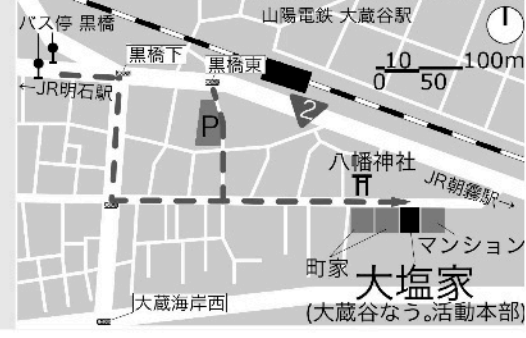 山陽電鉄 大蔵谷駅
バス停 黒橋
黒橋下
黒橋東
10
0 50 100m
←JR明石駅
2
P
八幡神社
JR朝霧駅→
マンション
町家
大塩家
大蔵海岸西
(大蔵谷なう。活動本部)